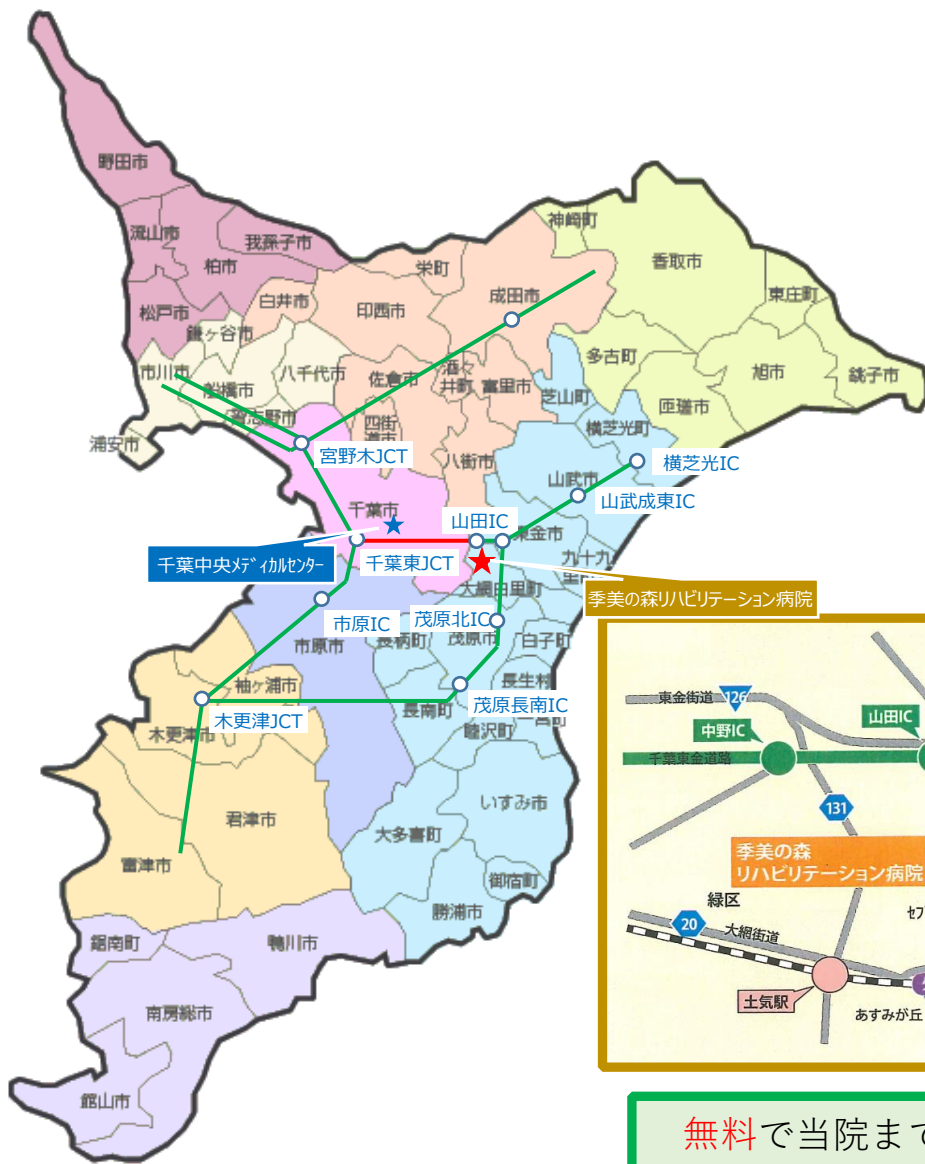 野田市
流山市
我孫子市
柏市
神崎町
香取市
栄町
成田市
東庄町
松戸市
白井市
印西市
鎌ヶ谷市
多古町
旭市
銚子市
市川市
船橋市
八千代市
佐倉市
酒々
井町
富里市
芝山町
匝瑳市
習志野市
四街
道市
横芝光町
浦安市
宮野木JCT
八街市
横芝光IC
山武市
山武成東IC
千葉市
山田IC
東金市
千葉中央メディカルセンター
千葉東JCT
九十九
里町
大網白里町
季美の森リハビリテーション病院
市原IC
茂原北IC
市原市
長柄町
茂原市
白子町
袖ヶ浦市
長生村
木更津JCT
長南町
茂原長南IC
一宮町
木更津市
睦沢町
いすみ市
君津市
大多喜町
富津市
御宿町
勝浦市
鋸南町
鴨川市
南房総市
館山市
東金街道
126
山田IC
中野IC
千葉東金道路
131
季美の森
リハビリテーション病院
緑区
セブ
20
大網街道
土気駅
あすみが丘
無料で当院まで